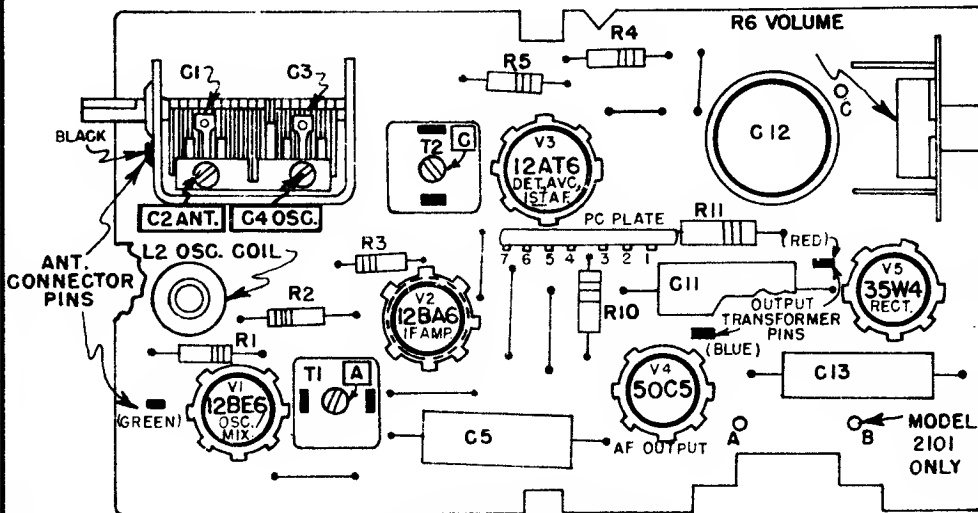 R6 VOLUME
R4
R5
C1
C3
C
BLACK
C12
T2
C
V3
12AT6
DET, AVC,
1ST AF
C2 ANT.
C4 OSC.
PC PLATE
R11
(RED)
7 6 5 4 3 2 1
L2 OSC. COIL
R3
ANT.
CONNECTOR
PINS
V5
35W4
RECT.
C11
R2
V2
12BA6
IF AMP
R10
OUTPUT
TRANSFORMER
PINS
R1
(BLUE)
V1
12BE6
OSC./
MIX.
T1
A
V4
50C5
C13
(GREEN)
C5
AF OUTPUT
A
B
MODEL
2101
ONLY